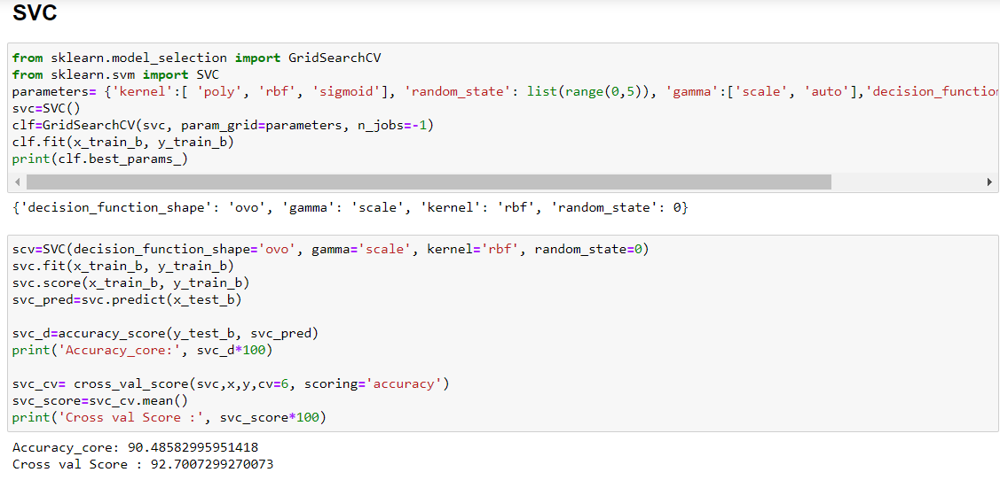 SVC
from sklearn.model_selection import GridSearchCV
from sklearn.svm import SVC
parameters= {'kernel':[ 'poly', 'rbf', 'sigmoid'], 'random_state': list(range(0,5)), 'gamma':['scale', 'auto'],'decision_function
svc=SVC()
clf=GridSearchCV(svc, param_grid=parameters, n_jobs=-1)
clf.fit(x_train_b, y_train_b)
print(clf.best_params_)
{'decision_function_shape': 'ovo', 'gamma': 'scale', 'kernel': 'rbf', 'random_state': 0}
scv=SVC(decision_function_shape='ovo', gamma='scale', kernel='rbf', random_state=0)
svc.fit(x_train_b, y_train_b)
svc.score(x_train_b, y_train_b)
svc_pred=svc.predict(x_test_b)
svc_d=accuracy_score(y_test_b, svc_pred)
print('Accuracy_core:', svc_d*100)
svc_cv= cross_val_score(svc,x,y,cv=6, scoring='accuracy')
svc_score=svc_cv.mean()
print('Cross val Score :', svc_score*100)
Accuracy_core: 90.48582995951418
Cross val Score : 92.7007299270073